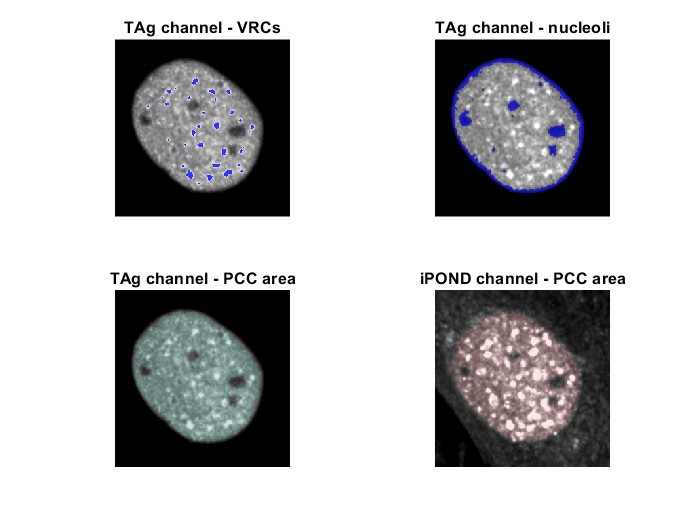 TAg channel - VRCs
TAg channel - nucleoli
TAg channel - PCC area
iPOND channel - PCC area